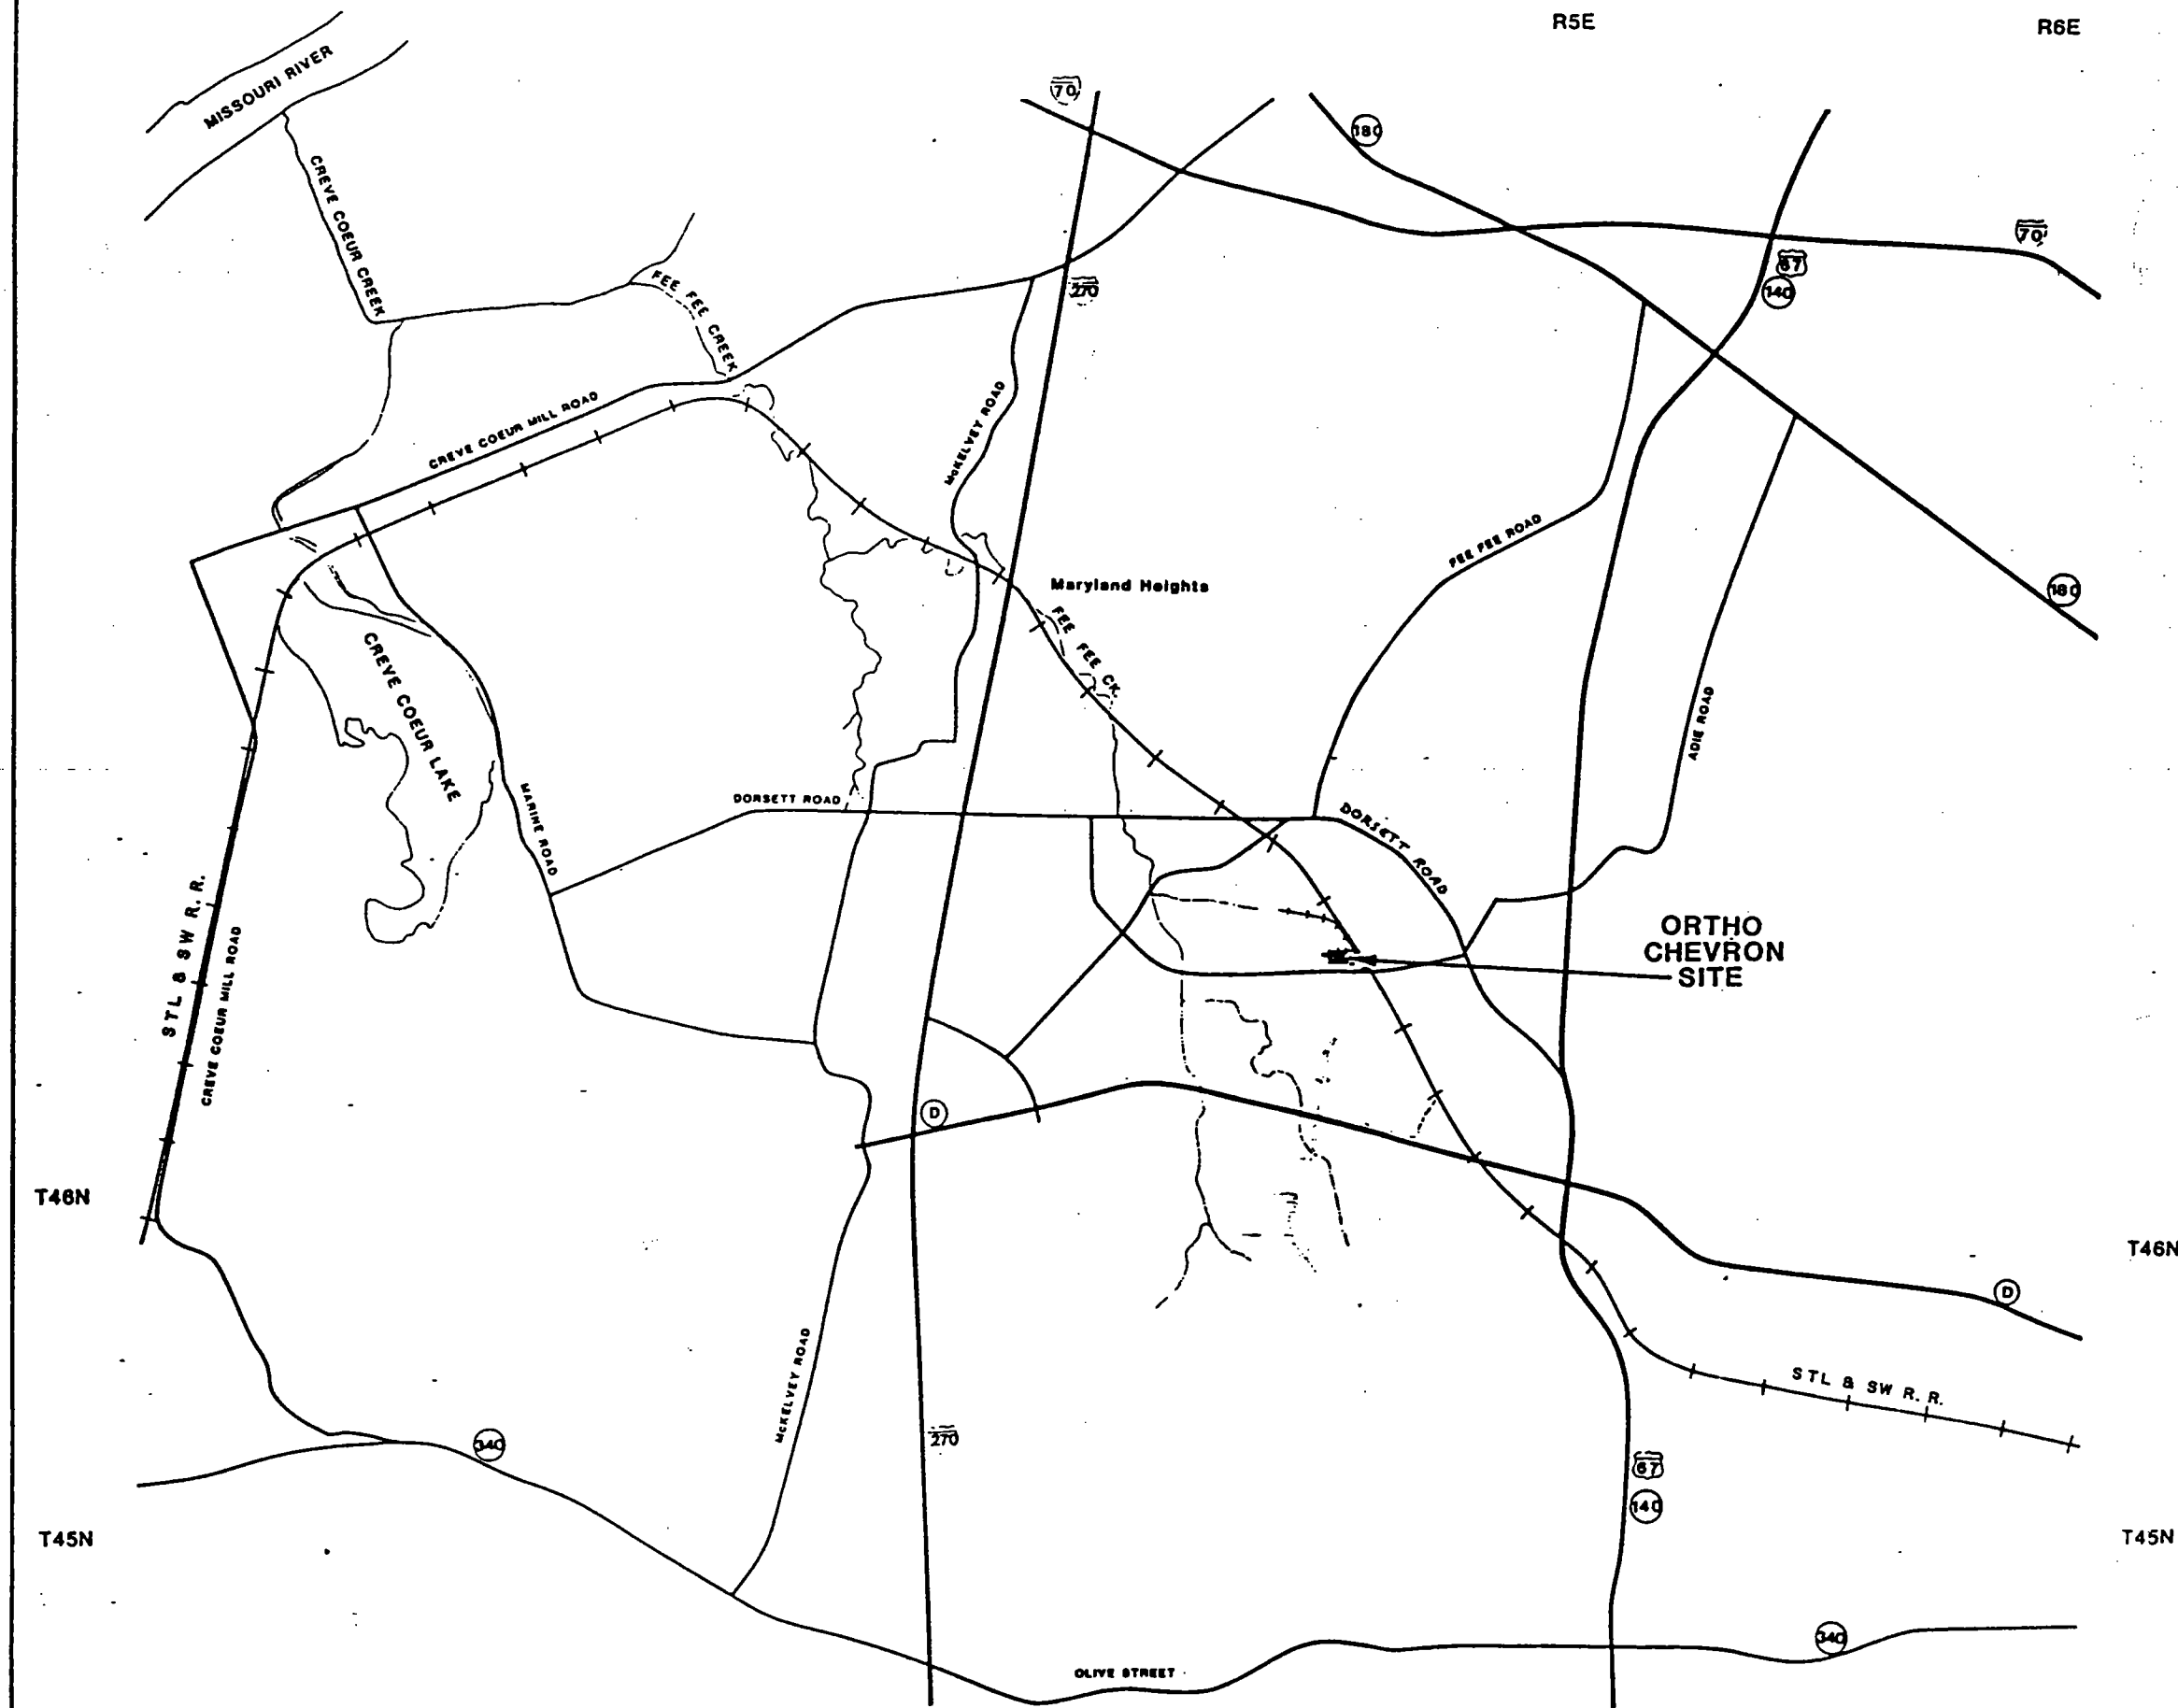 R5E
R6E
MISSOURI RIVER
70
180
CREVE COEUR CREEK
70
67
140
FEE FEE CREEK
270
CREVE COEUR MILL ROAD
McKELVEY ROAD
FEE FEE ROAD
Maryland Heights
180
FEE FEE CK.
CREVE COEUR LAKE
ADIE ROAD
MARINE ROAD
DORSETT ROAD
DORSETT ROAD
STL & SW R.R.
CREVE COEUR MILL ROAD
ORTHO
CHEVRON
SITE
D
T46N
T46N
D
McKELVEY ROAD
STL & SW R.R.
340
270
67
140
T45N
T45N
340
OLIVE STREET